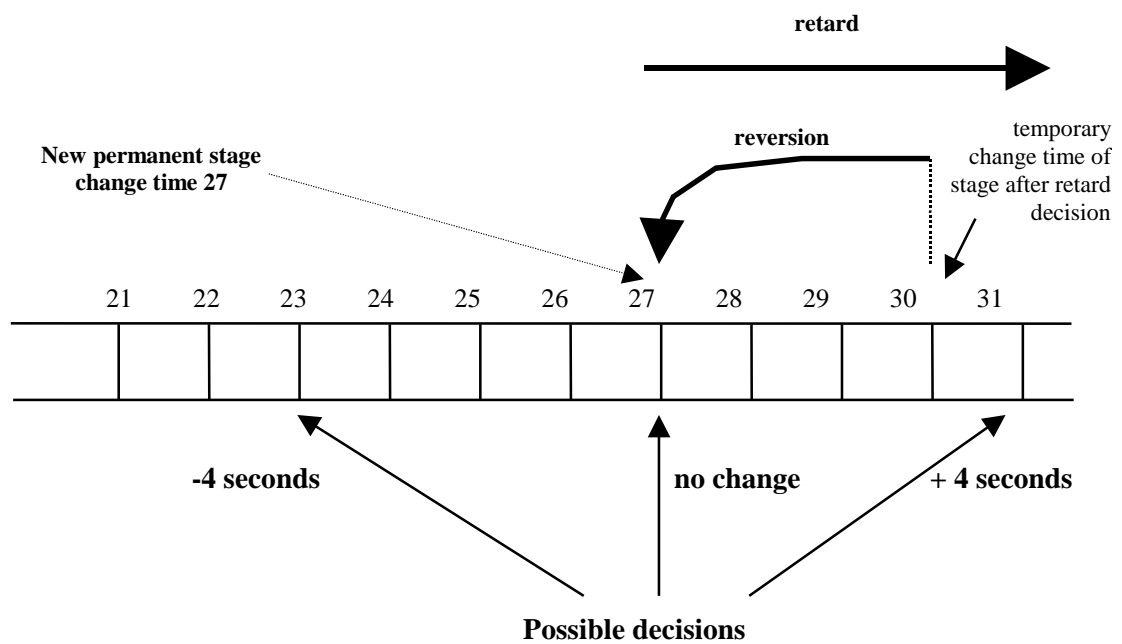 retard
temporary
change time of
stage after retard
decision
reversion
New permanent stage
change time 27
21 22 23 24 25 26 27 28 29 30 31
-4 seconds
no change
+ 4 seconds
Possible decisions